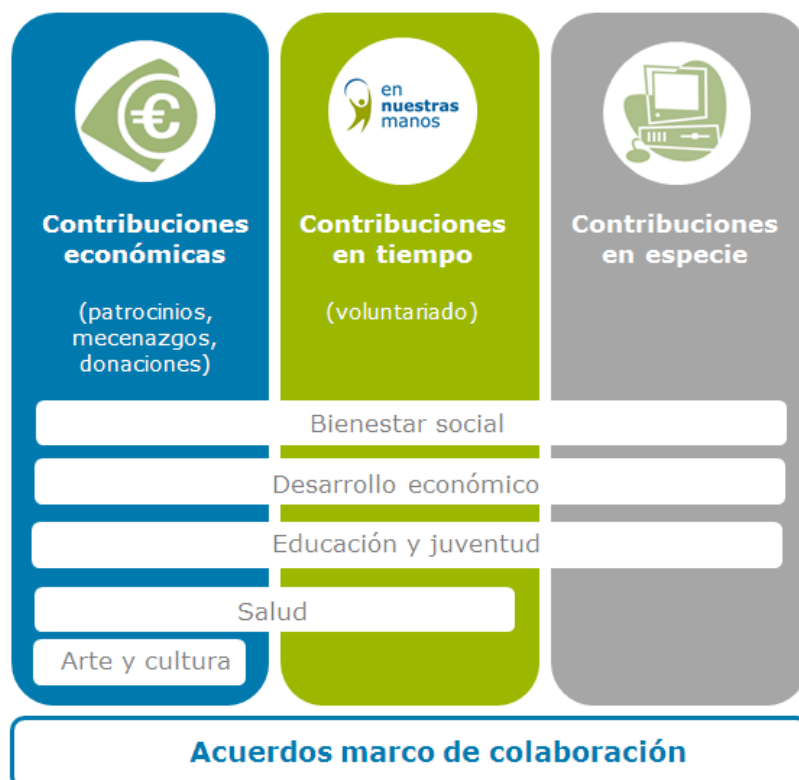 en
nuestras
manos
Contribuciones
económicas
(patrocinios,
mecenazgos,
donaciones)
Contribuciones
en tiempo
(voluntariado)
Contribuciones
en especie
Bienestar social
Desarrollo económico
Educación y juventud
Salud
Arte y cultura
Acuerdos marco de colaboración